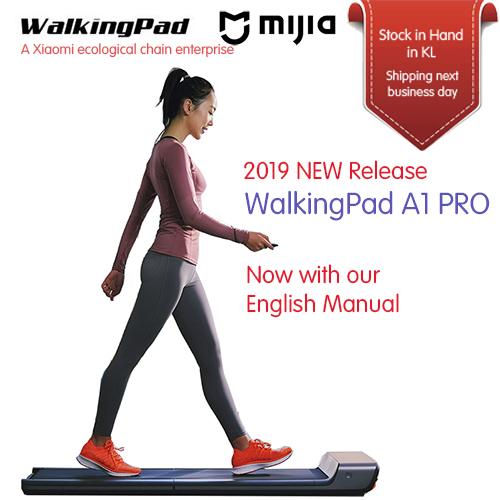 WalkingPad
mijia
A Xiaomi ecological chain enterprise
Stock in Hand
in KL
Shipping next
business day
2019 NEW Release
WalkingPad A1 PRO
Now with our
English Manual